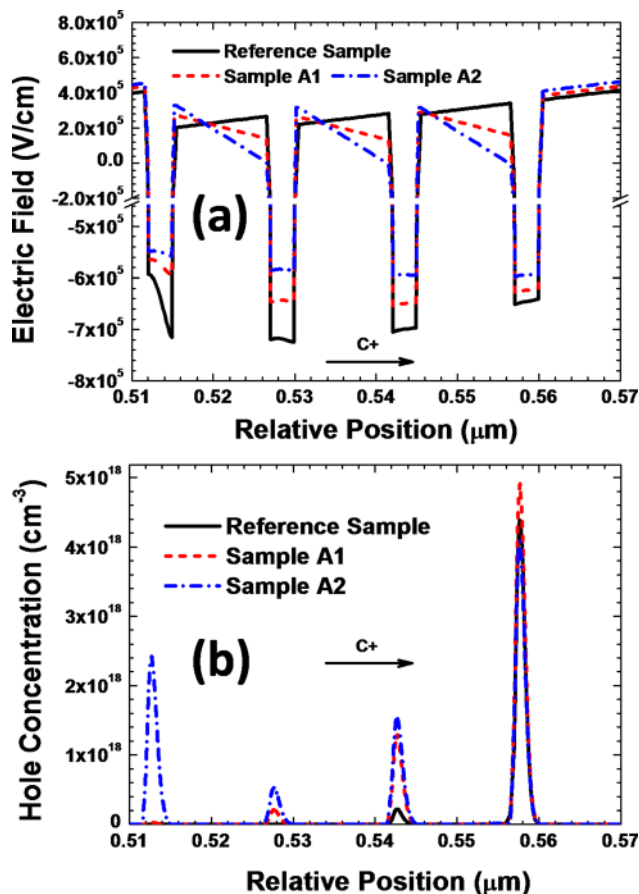 8.0x10⁵
6.0x10⁵
4.0x10⁵
2.0x10⁵
0.0
-2.0x10⁵
-6x10⁵
-7x10⁵
-8x10⁵
Electric Field (V/cm)
Reference Sample
Sample A1 Sample A2
(a)
C+
0.51 0.52 0.53 0.54 0.55 0.56 0.57
Relative Position (μm)
5x10¹⁸
4x10¹⁸
3x10¹⁸
2x10¹⁸
1x10¹⁸
0
Hole Concentration (cm⁻³)
Reference Sample
Sample A1
Sample A2
(b)
C+
0.51 0.52 0.53 0.54 0.55 0.56 0.57
Relative Position (μm)